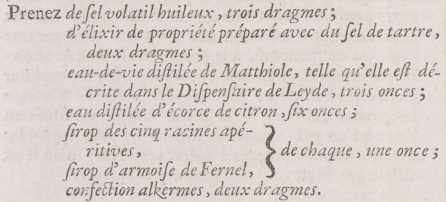 Prenez de ſel volatil huileux, trois dragmes;
d'élixir de propriété préparé avec du ſel de tartre,
deux dragmes;
eau-de-vie diſtilée de Matthiole, telle qu'elle eſt dé-
crite dans le Diſpenſaire de Leyde, trois onces;
eau diſtilée d'écorce de citron, ſix onces;
ſirop des cinq racines apé-
ritives,
} de chaque, une once;
ſirop d'armoiſe de Fernel,
confection alkermes, deux dragmes.